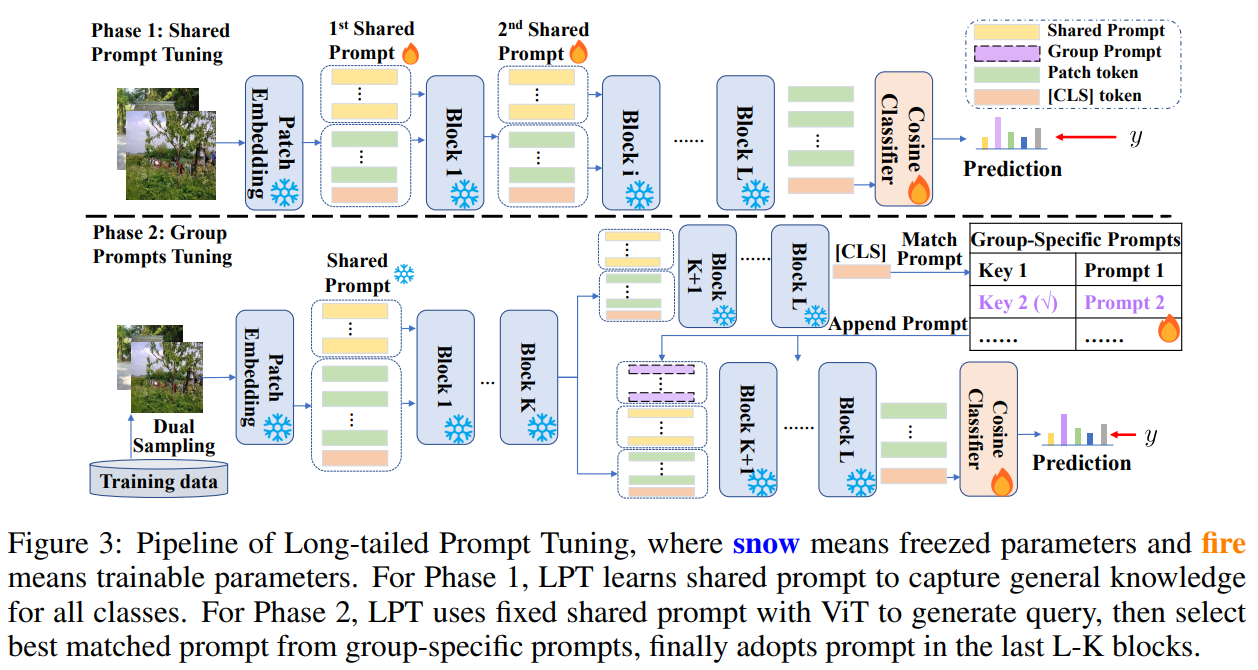 Phase 1: Shared
Prompt Tuning
1st Shared
Prompt
2nd Shared
Prompt
Shared Prompt
Group Prompt
Patch token
[CLS] token
Patch
Embedding
Block 1
Block i
......
Block L
Cosine
Classifier
y
Prediction
Phase 2: Group
Prompts Tuning
Shared
Prompt
Dual
Sampling
Training data
Patch
Embedding
Block 1
...
Block K
Block
K+1
......
Block L
[CLS]
Match
Prompt
Group-Specific Prompts
Key 1 Prompt 1
Key 2 (√) Prompt 2
...... ......
Append Prompt
Block K+1
......
Block L
Cosine
Classifier
y
Prediction
Figure 3: Pipeline of Long-tailed Prompt Tuning, where snow means freezed parameters and fire
means trainable parameters. For Phase 1, LPT learns shared prompt to capture general knowledge
for all classes. For Phase 2, LPT uses fixed shared prompt with ViT to generate query, then select
best matched prompt from group-specific prompts, finally adopts prompt in the last L-K blocks.